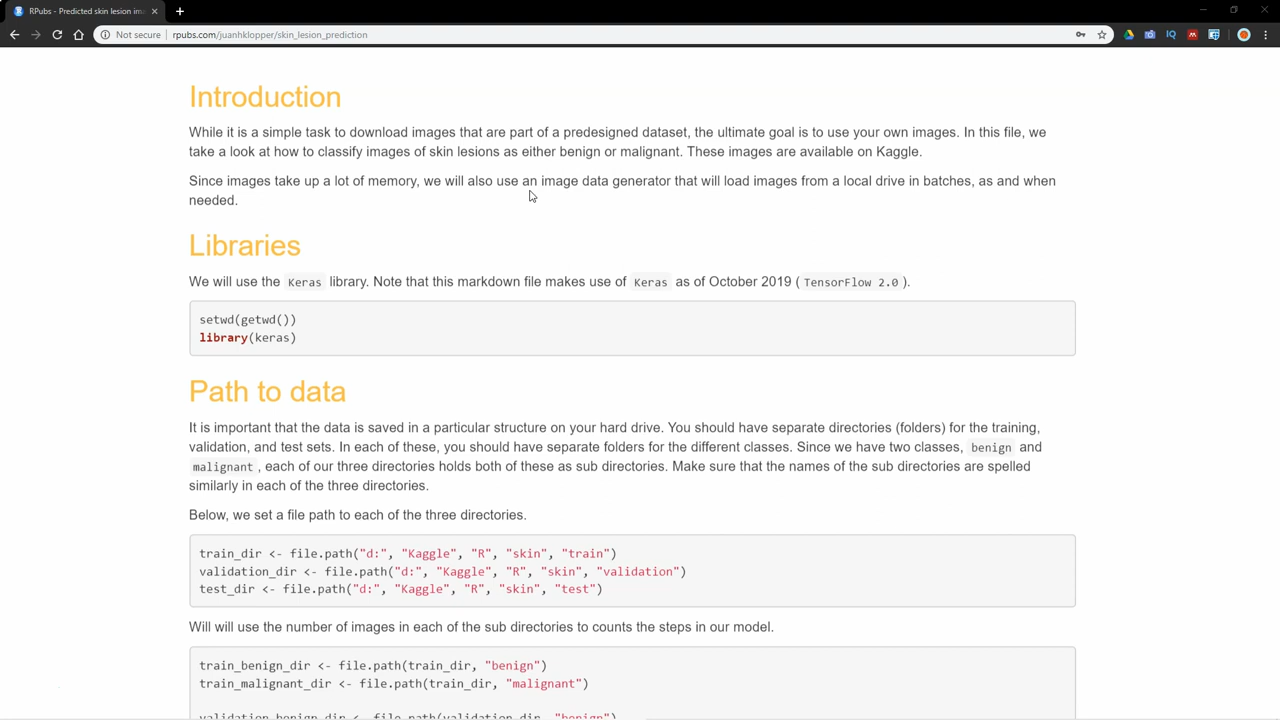 RPubs - Predicted skin lesion im
Not secure | rpubs.com/juanhklopper/skin_lesion_prediction
Introduction
While it is a simple task to download images that are part of a predesigned dataset, the ultimate goal is to use your own images. In this file, we
take a look at how to classify images of skin lesions as either benign or malignant. These images are available on Kaggle.
Since images take up a lot of memory, we will also use an image data generator that will load images from a local drive in batches, as and when
needed.
Libraries
We will use the Keras library. Note that this markdown file makes use of Keras as of October 2019 ( TensorFlow 2.0 ).
setwd(getwd())
library(keras)
Path to data
It is important that the data is saved in a particular structure on your hard drive. You should have separate directories (folders) for the training,
validation, and test sets. In each of these, you should have separate folders for the different classes. Since we have two classes, benign and
malignant , each of our three directories holds both of these as sub directories. Make sure that the names of the sub directories are spelled
similarly in each of the three directories.
Below, we set a file path to each of the three directories.
train_dir <- file.path("d:", "Kaggle", "R", "skin", "train")
validation_dir <- file.path("d:", "Kaggle", "R", "skin", "validation")
test_dir <- file.path("d:", "Kaggle", "R", "skin", "test")
Will will use the number of images in each of the sub directories to counts the steps in our model.
train_benign_dir <- file.path(train_dir, "benign")
train_malignant_dir <- file.path(train_dir, "malignant")
validation_benign_dir <- file.path(validation_dir, "benign")